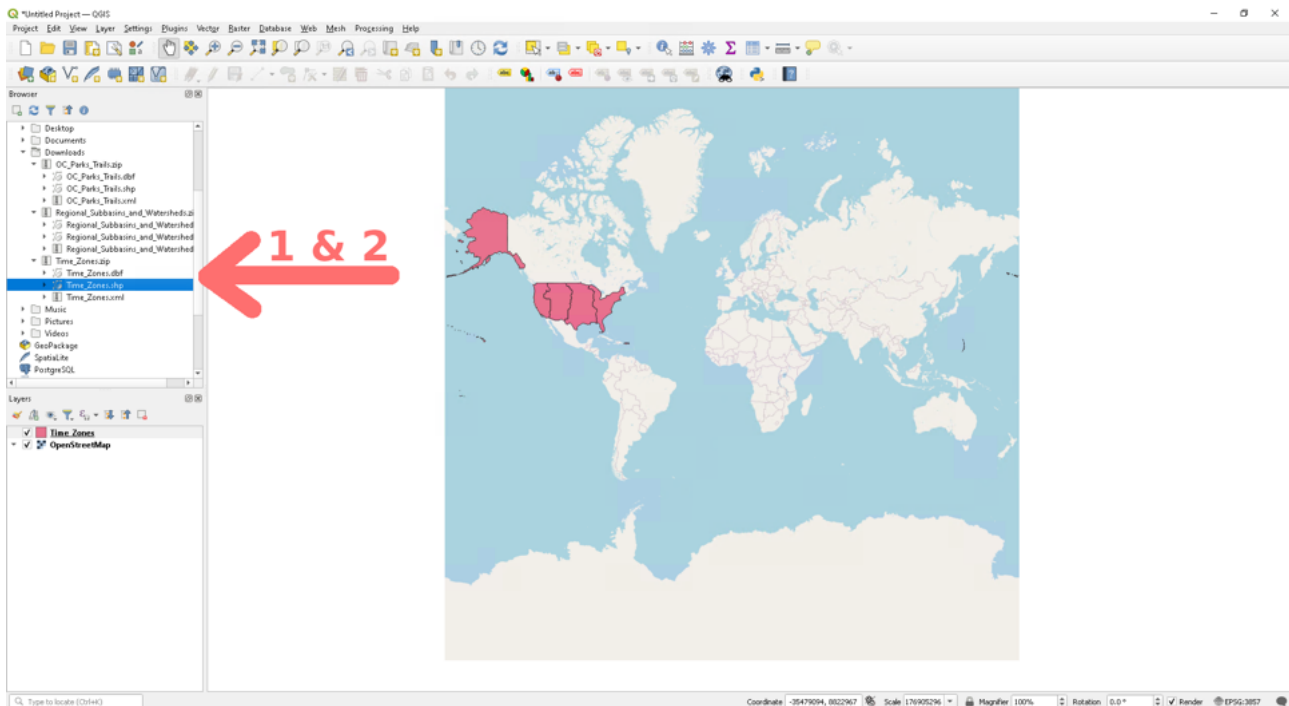 *Untitled Project — QGIS
Project Edit View Layer Settings Plugins Vector Raster Database Web Mesh Processing Help
Browser
Desktop
Documents
Downloads
OC_Parks_Trails.zip
OC_Parks_Trails.dbf
OC_Parks_Trails.shp
OC_Parks_Trails.xml
Regional_Subbasins_and_Watersheds.zi
Regional_Subbasins_and_Watershed
Regional_Subbasins_and_Watershed
Regional_Subbasins_and_Watershed
Time_Zones.zip
Time_Zones.dbf
Time_Zones.shp
Time_Zones.xml
Music
Pictures
Videos
GeoPackage
SpatiaLite
PostgreSQL
1 & 2
Layers
Time_Zones
OpenStreetMap
Type to locate (Ctrl+K) Coordinate -35479094, 8822967 Scale 176905296 Magnifier 100% Rotation 0.0° Render EPSG:3857